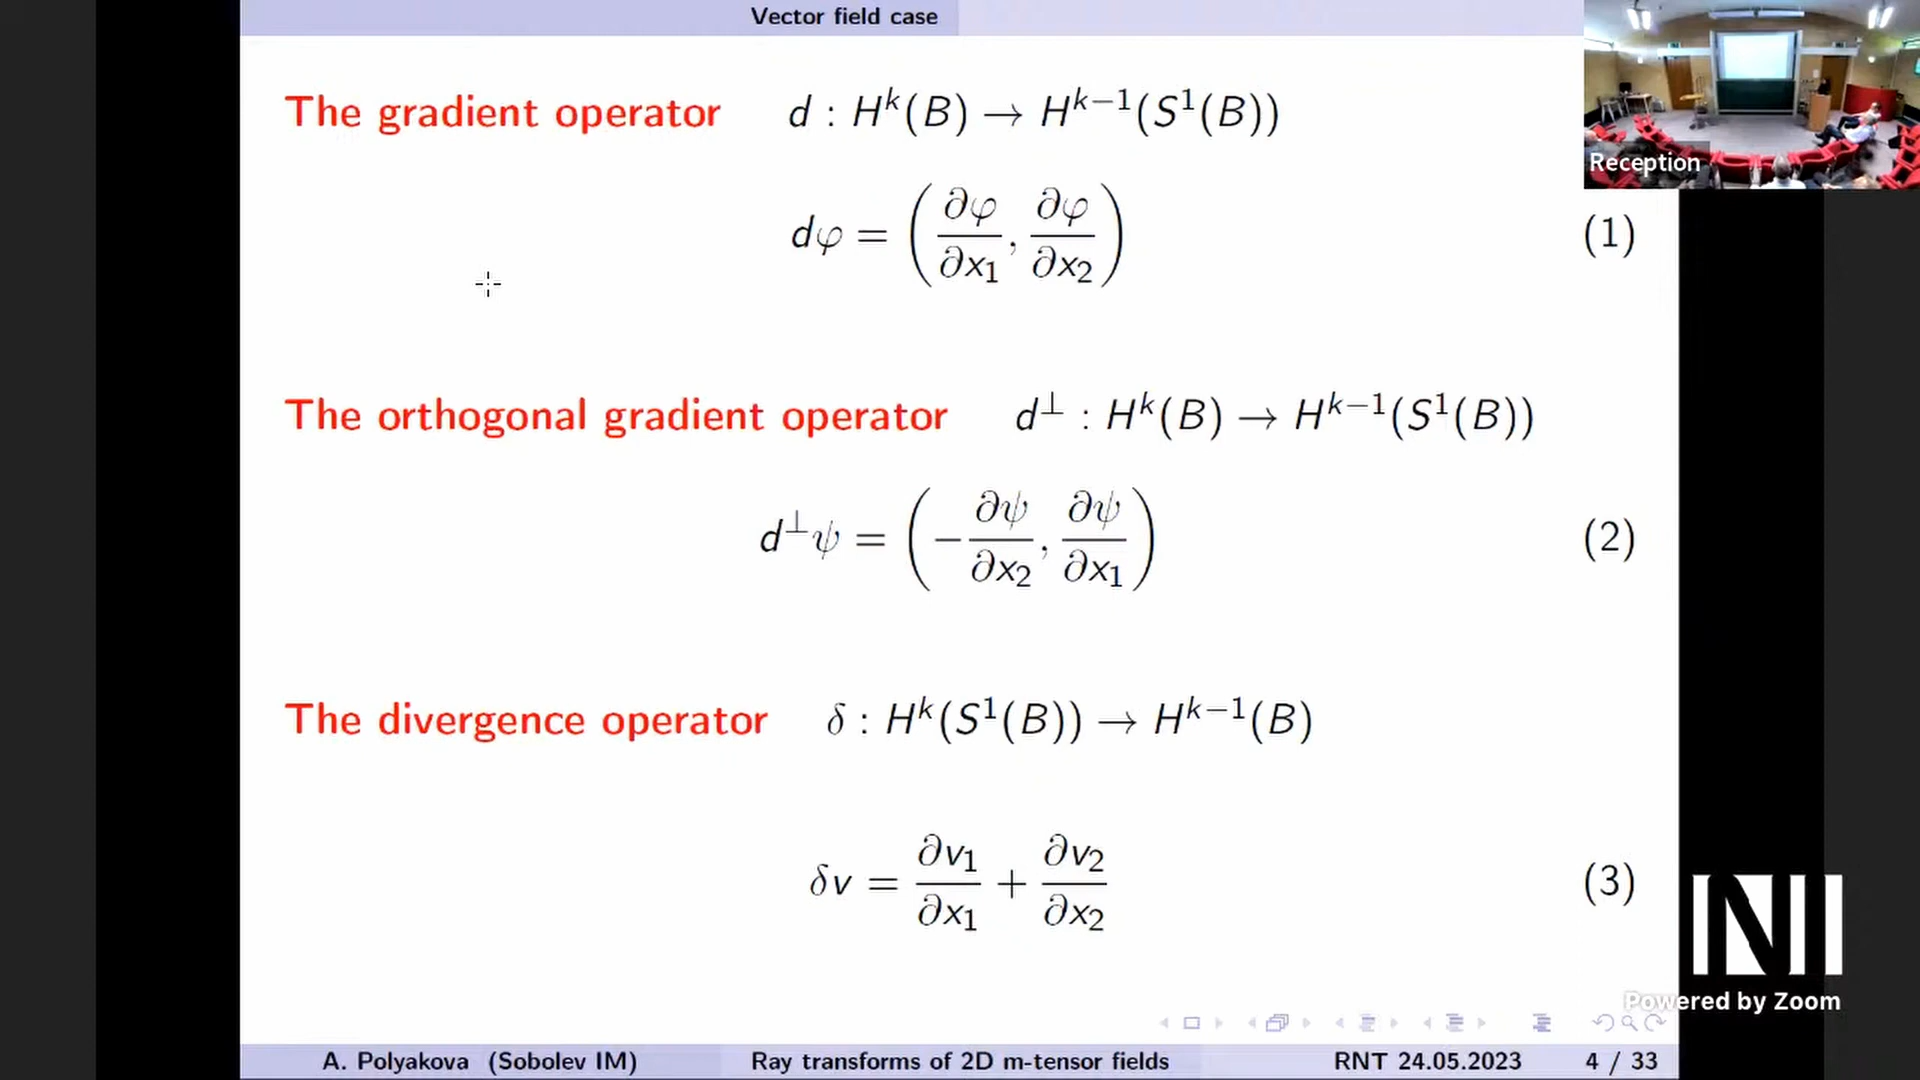 Vector field case
The gradient operator d : H^k(B) → H^{k−1}(S^1(B))
Reception
dφ = (∂φ/∂x_1, ∂φ/∂x_2) (1)
The orthogonal gradient operator d^⊥ : H^k(B) → H^{k−1}(S^1(B))
d^⊥ψ = (−∂ψ/∂x_2, ∂ψ/∂x_1) (2)
The divergence operator δ : H^k(S^1(B)) → H^{k−1}(B)
δv = ∂v_1/∂x_1 + ∂v_2/∂x_2 (3)
Powered by Zoom
A. Polyakova (Sobolev IM) Ray transforms of 2D m-tensor fields RNT 24.05.2023 4 / 33